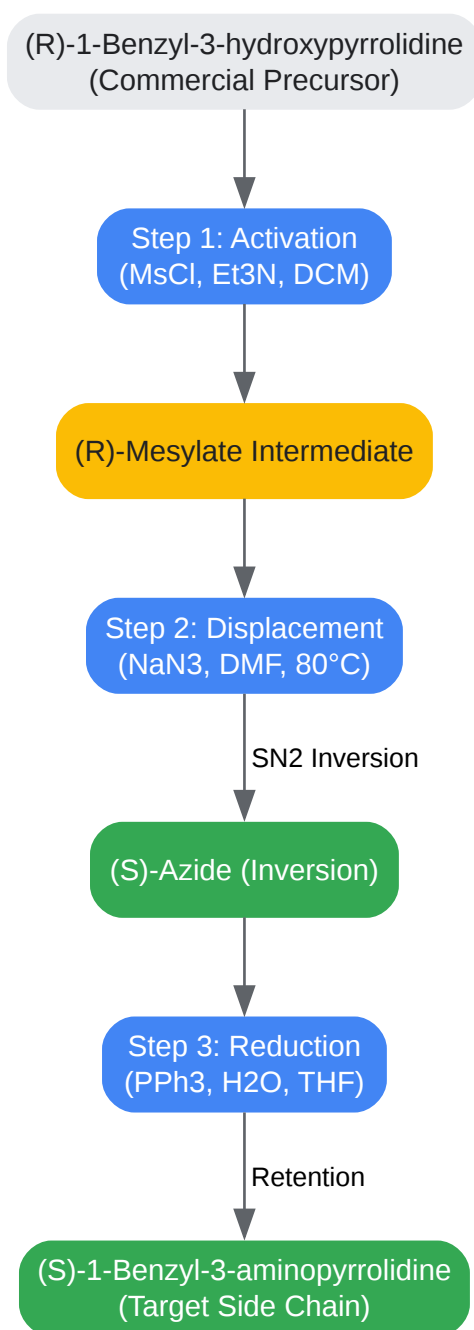 (R)-1-Benzyl-3-hydroxypyrrolidine
(Commercial Precursor)
Step 1: Activation
(MsCl, Et3N, DCM)
(R)-Mesylate Intermediate
Step 2: Displacement
(NaN3, DMF, 80°C)
SN2 Inversion
(S)-Azide (Inversion)
Step 3: Reduction
(PPh3, H2O, THF)
Retention
(S)-1-Benzyl-3-aminopyrrolidine
(Target Side Chain)